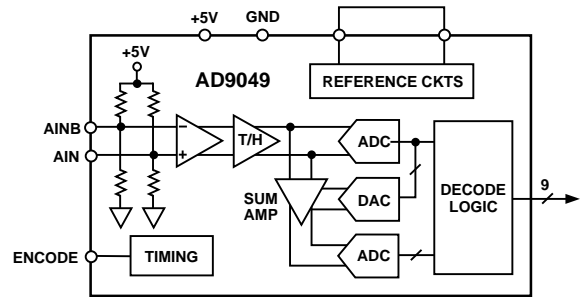 +5V
GND
+5V
AD9049
REFERENCE CKTS
AINB
−
T/H
ADC
AIN
+
SUM
AMP
DAC
DECODE
LOGIC
9
ENCODE
TIMING
ADC